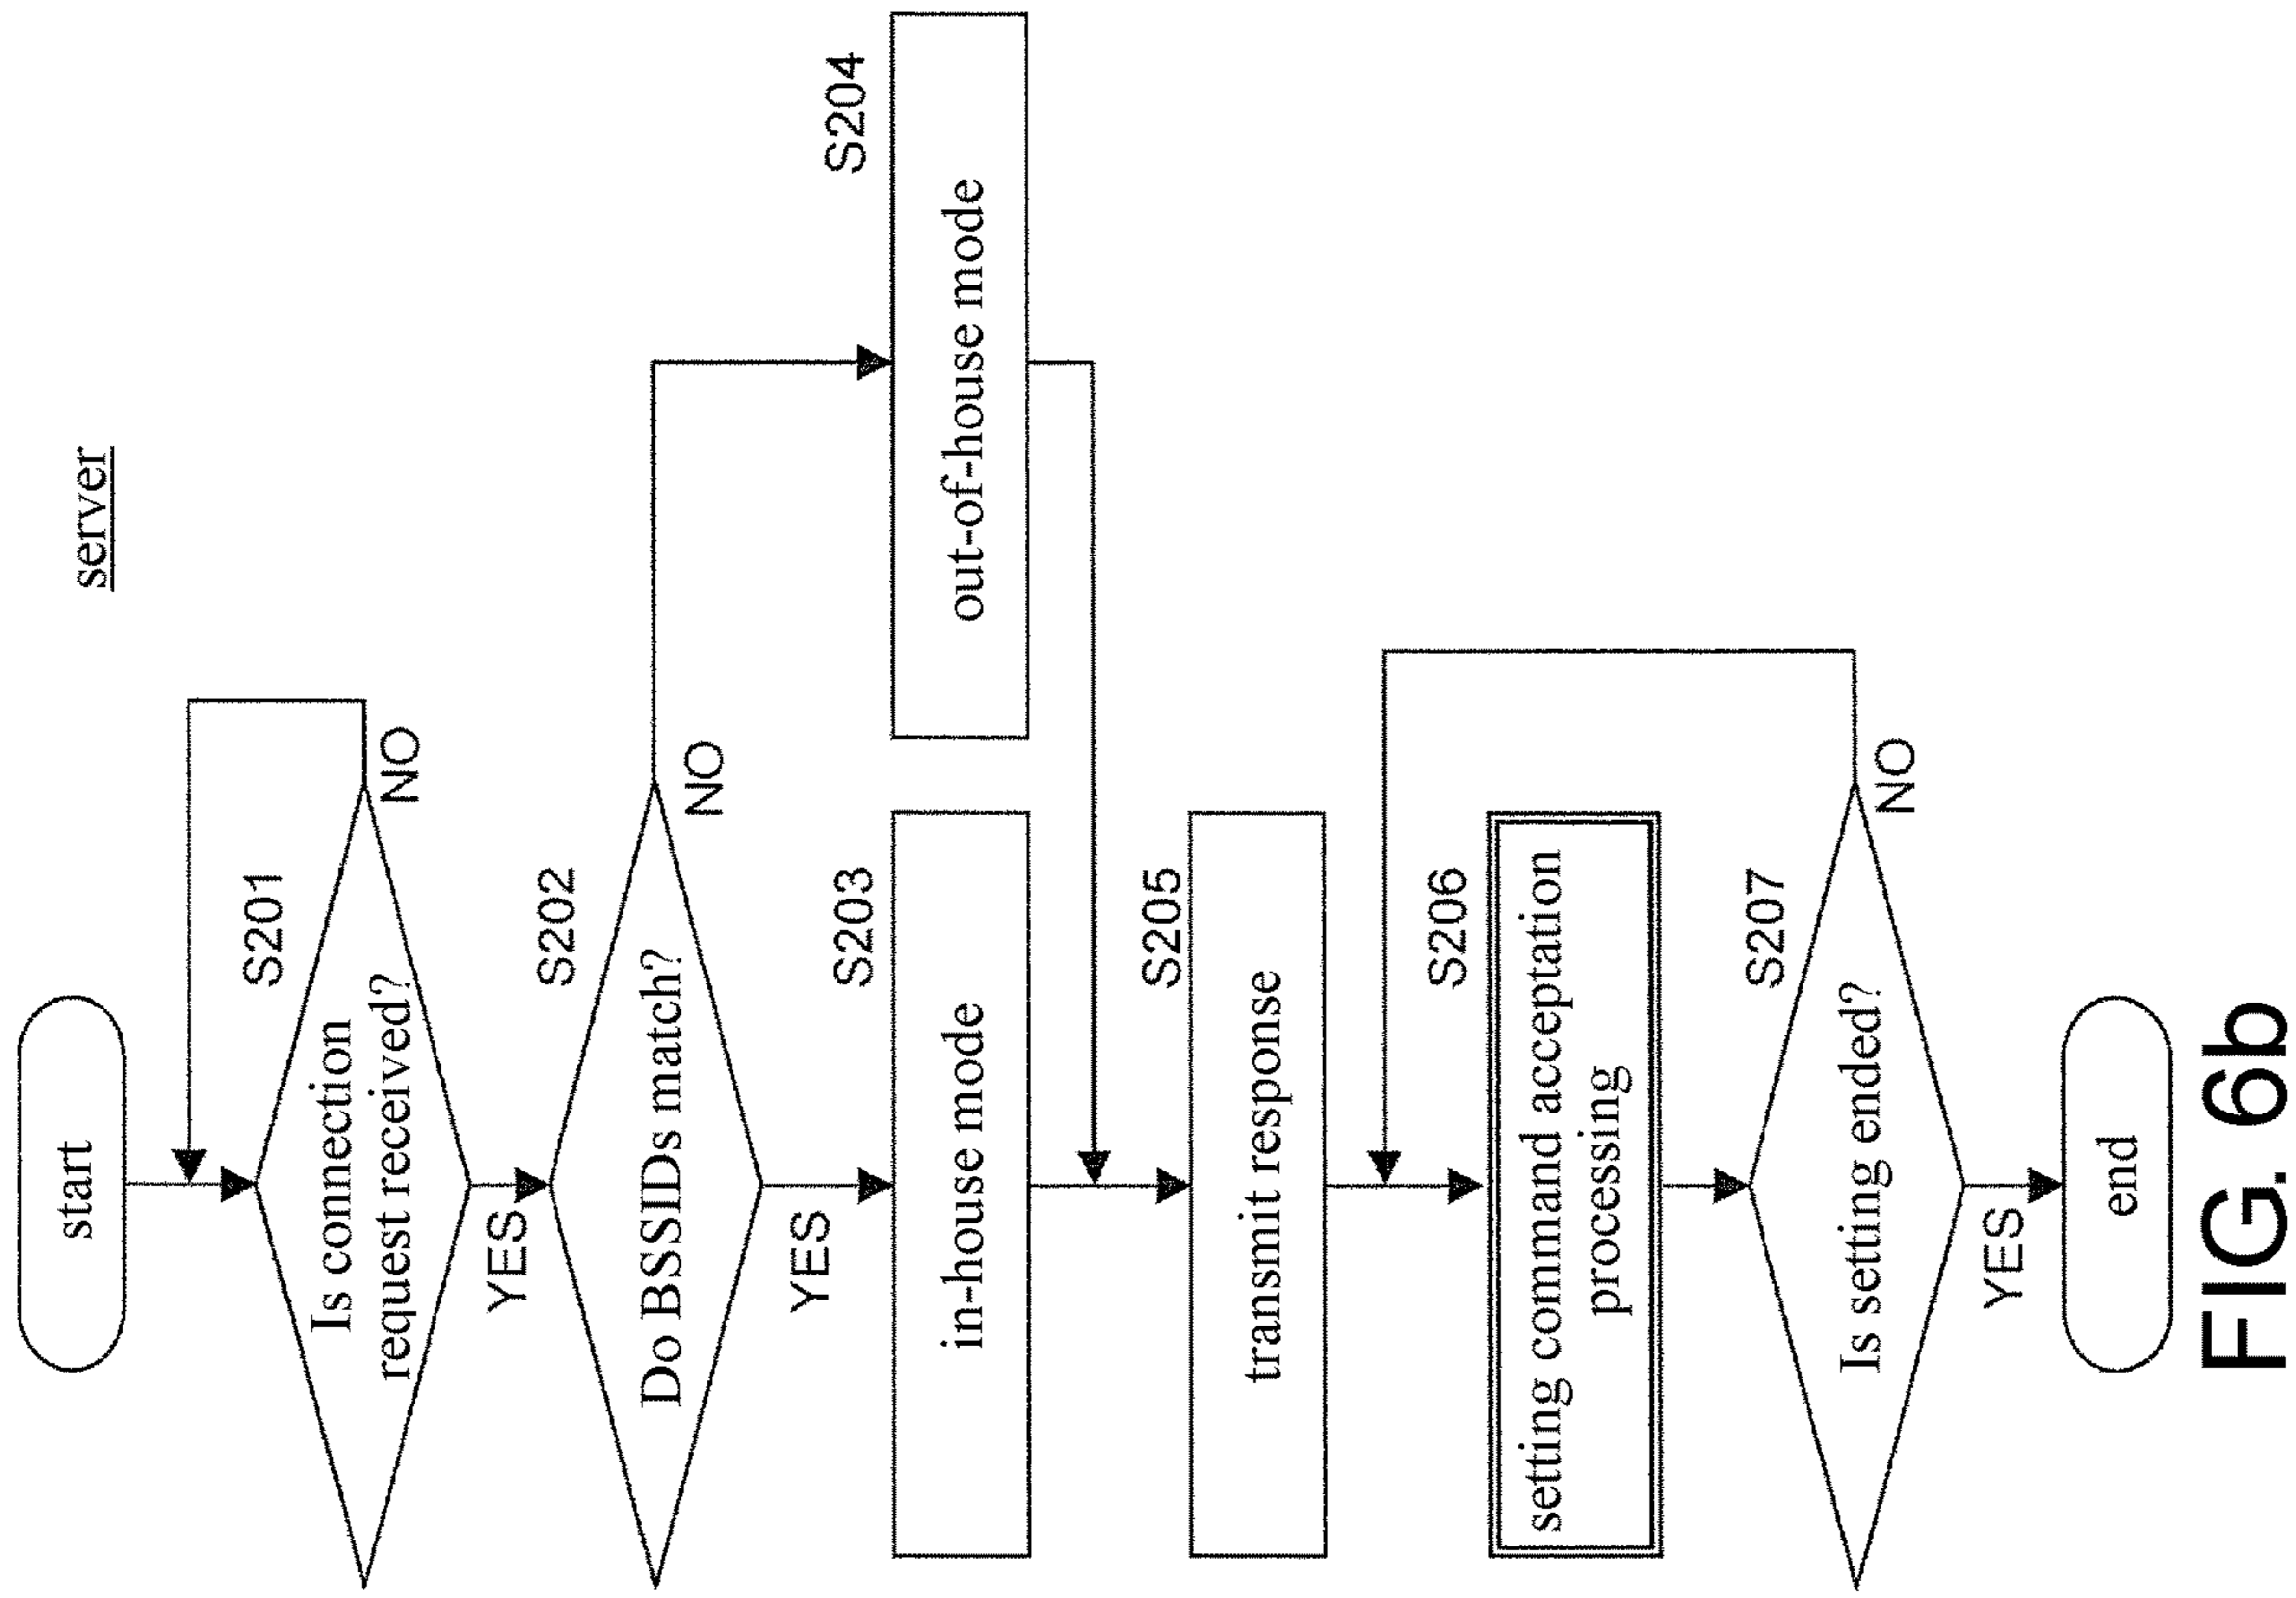 server
start
S201
Is connection
request received?
NO
YES
S202
Do BSSIDs match?
NO
YES
S203
in-house mode
S204
out-of-house mode
S205
transmit response
S206
setting command and acceptation
processing
S207
Is setting ended?
NO
YES
end
FIG. 6b